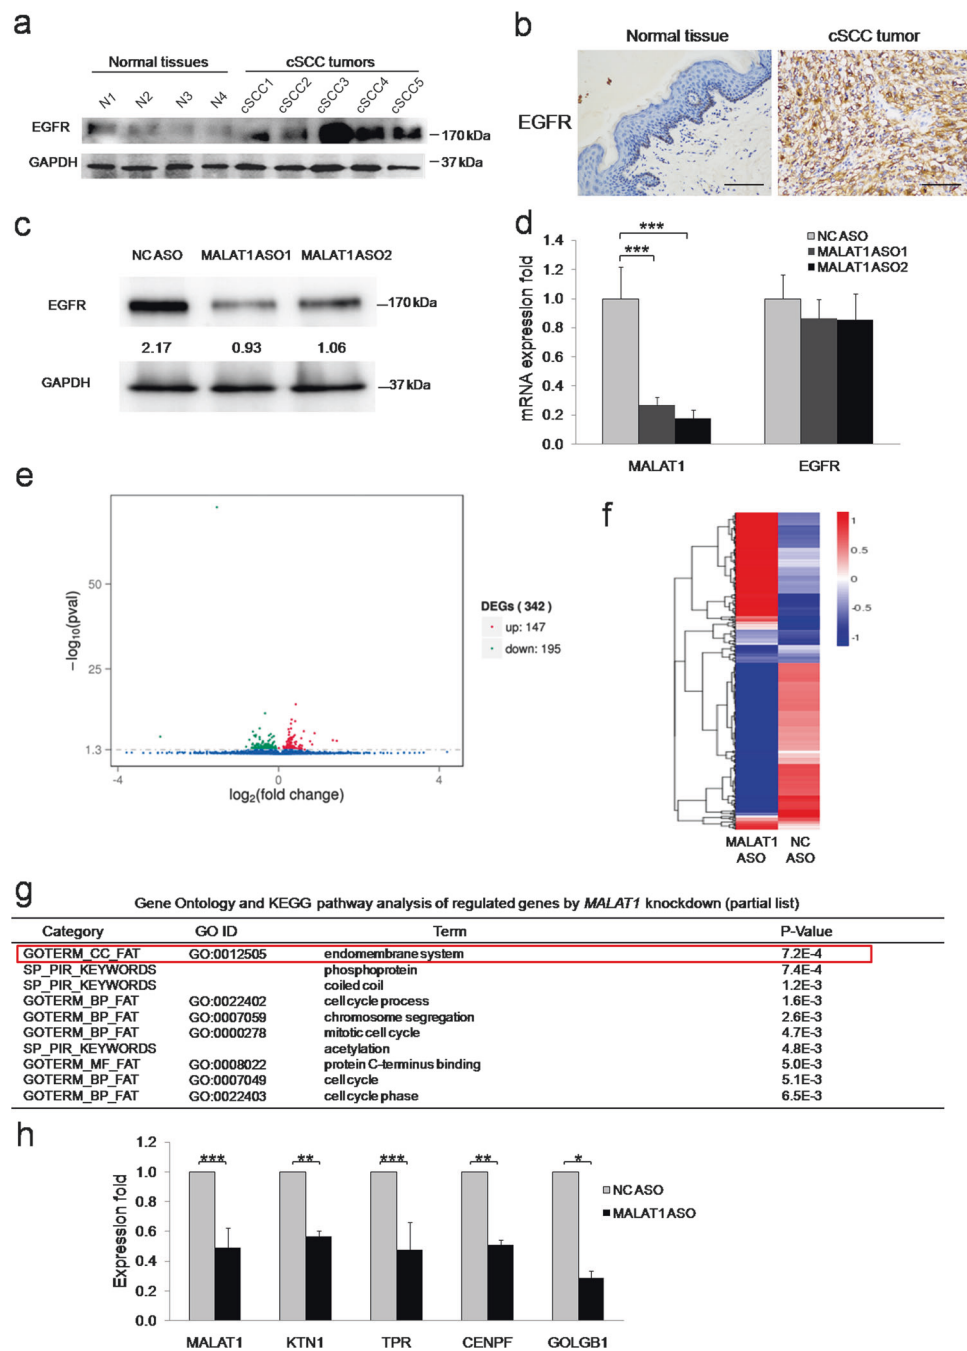 a
Normal tissues
cSCC tumors
N1
N2
N3
N4
cSCC1
cSCC2
cSCC3
cSCC4
cSCC5
EGFR
170 kDa
GAPDH
37 kDa
b
Normal tissue
cSCC tumor
EGFR
c
NC ASO
MALAT1 ASO1
MALAT1 ASO2
EGFR
170 kDa
2.17
0.93
1.06
GAPDH
37 kDa
d
NC ASO
MALAT1 ASO1
MALAT1 ASO2
***
***
mRNA expression fold
1.4
1.2
1.0
0.8
0.6
0.4
0.2
0.0
MALAT1
EGFR
e
−log10(pval)
50
25
1.3
-4
0
4
log2(fold change)
DEGs ( 342 )
up: 147
down: 195
f
1
0.5
0
-0.5
-1
MALAT1 ASO
NC ASO
g
Gene Ontology and KEGG pathway analysis of regulated genes by MALAT1 knockdown (partial list)
Category GO ID Term P-Value
GOTERM_CC_FAT GO:0012505 endomembrane system 7.2E-4
SP_PIR_KEYWORDS phosphoprotein 7.4E-4
SP_PIR_KEYWORDS coiled coil 1.2E-3
GOTERM_BP_FAT GO:0022402 cell cycle process 1.6E-3
GOTERM_BP_FAT GO:0007059 chromosome segregation 2.6E-3
GOTERM_BP_FAT GO:0000278 mitotic cell cycle 4.7E-3
SP_PIR_KEYWORDS acetylation 4.8E-3
GOTERM_MF_FAT GO:0008022 protein C-terminus binding 5.0E-3
GOTERM_BP_FAT GO:0007049 cell cycle 5.1E-3
GOTERM_BP_FAT GO:0022403 cell cycle phase 6.5E-3
h
Expression fold
1.2
1.0
0.8
0.6
0.4
0.2
0.0
***
**
***
**
*
NC ASO
MALAT1 ASO
MALAT1
KTN1
TPR
CENPF
GOLGB1